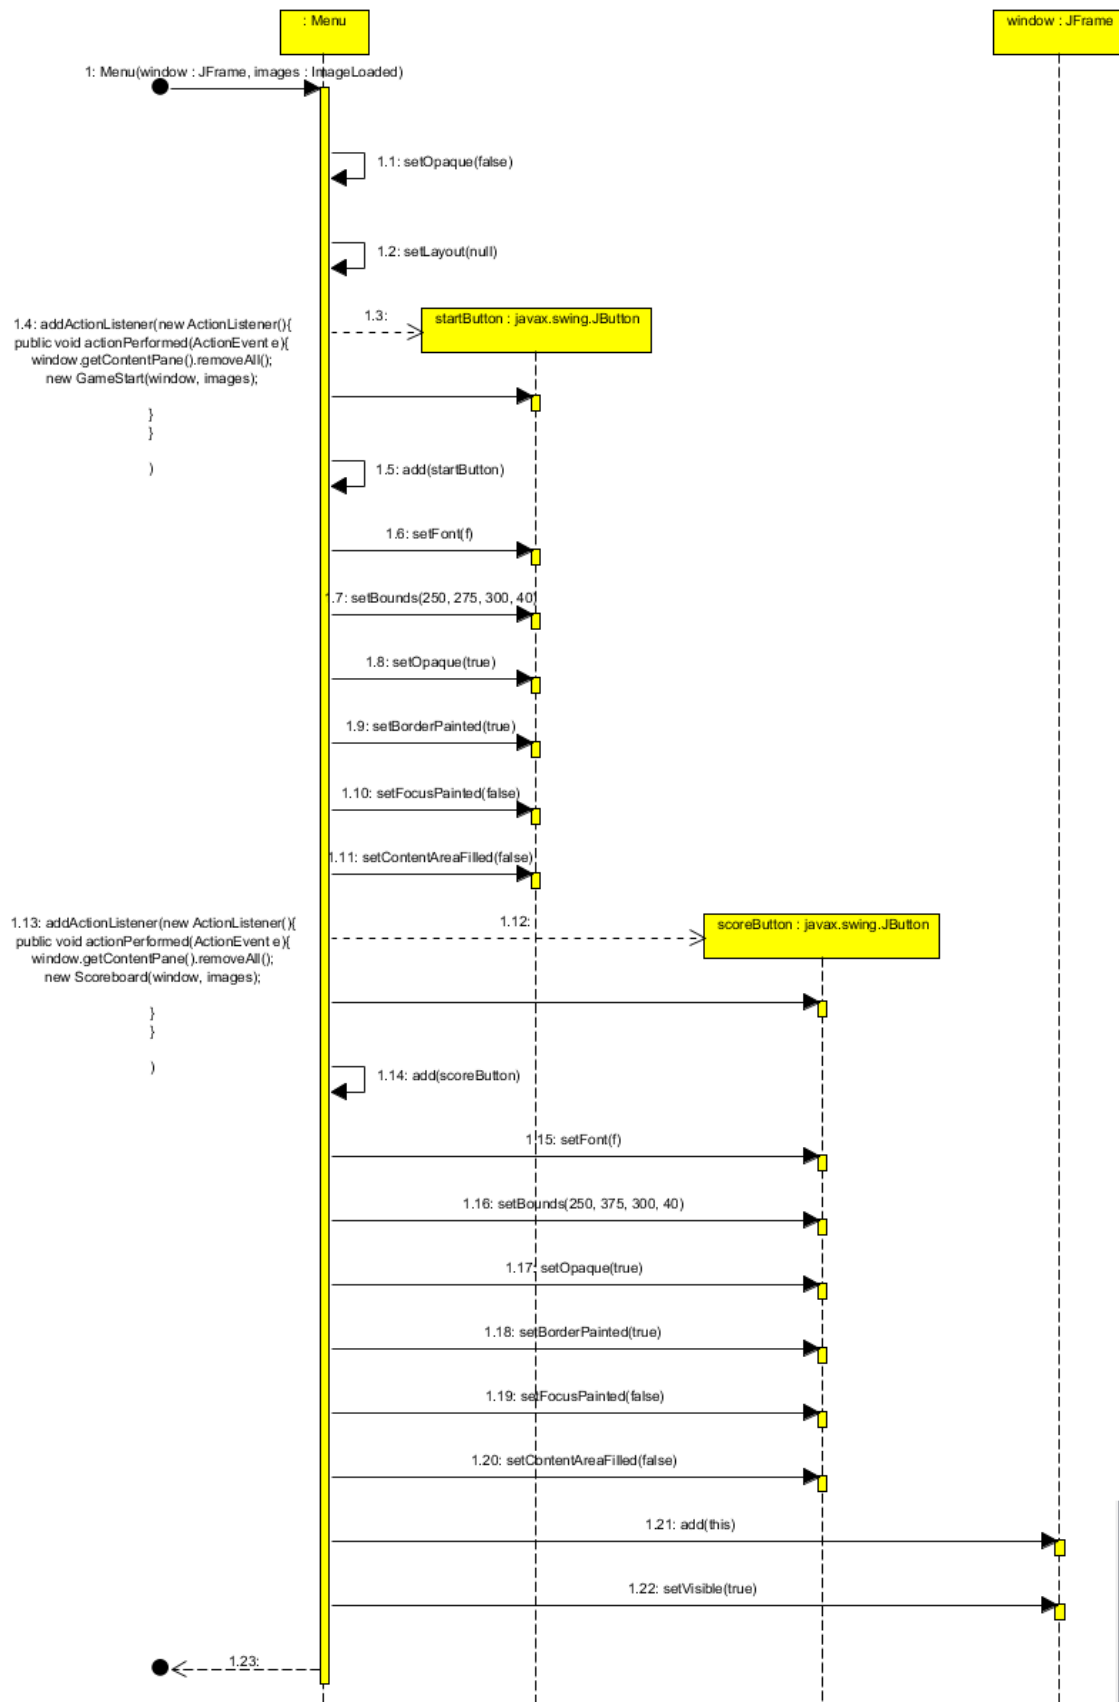 : Menu
window : JFrame
1: Menu(window : JFrame, images : ImageLoaded)
1.1: setOpaque(false)
1.2: setLayout(null)
1.3:
startButton : javax.swing.JButton
1.4: addActionListener(new ActionListener(){
public void actionPerformed(ActionEvent e){
window.getContentPane().removeAll();
new GameStart(window, images);
}
}
)
1.5: add(startButton)
1.6: setFont(f)
1.7: setBounds(250, 275, 300, 40)
1.8: setOpaque(true)
1.9: setBorderPainted(true)
1.10: setFocusPainted(false)
1.11: setContentAreaFilled(false)
1.12:
scoreButton : javax.swing.JButton
1.13: addActionListener(new ActionListener(){
public void actionPerformed(ActionEvent e){
window.getContentPane().removeAll();
new Scoreboard(window, images);
}
}
)
1.14: add(scoreButton)
1.15: setFont(f)
1.16: setBounds(250, 375, 300, 40)
1.17: setOpaque(true)
1.18: setBorderPainted(true)
1.19: setFocusPainted(false)
1.20: setContentAreaFilled(false)
1.21: add(this)
1.22: setVisible(true)
1.23: